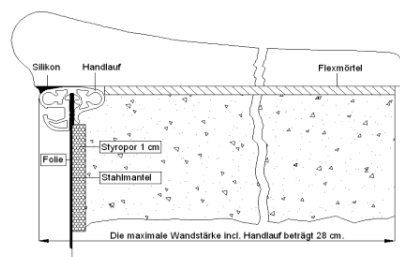 Silikon Handlauf Flexmörtel
Styropor 1 cm
Folie
Stahlmantel
Die maximale Wandstärke incl. Handlauf beträgt 28 cm.